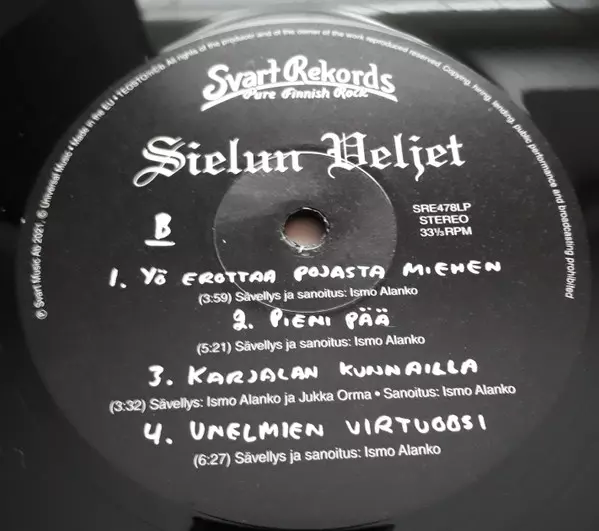 ℗ Svart Music AB 2021. © Universal Music • Made in the EU • TEOSTO/NCb. All rights of the producer and of the owner of the work reproduced reserved. Copying, hiring, lending, public performance and broadcasting prohibited
Svart Rekords
Pure Finnish Rock
Sielun Veljet
B
SRE478LP
STEREO
33⅓RPM
1. YÖ EROTTAA POJASTA MIEHEN
(3:59) Sävellys ja sanoitus: Ismo Alanko
2. PIENI PÄÄ
(5:21) Sävellys ja sanoitus: Ismo Alanko
3. KARJALAN KUNNAILLA
(3:32) Sävellys: Ismo Alanko ja Jukka Orma • Sanoitus: Ismo Alanko
4. UNELMIEN VIRTUOOSI
(6:27) Sävellys ja sanoitus: Ismo Alanko